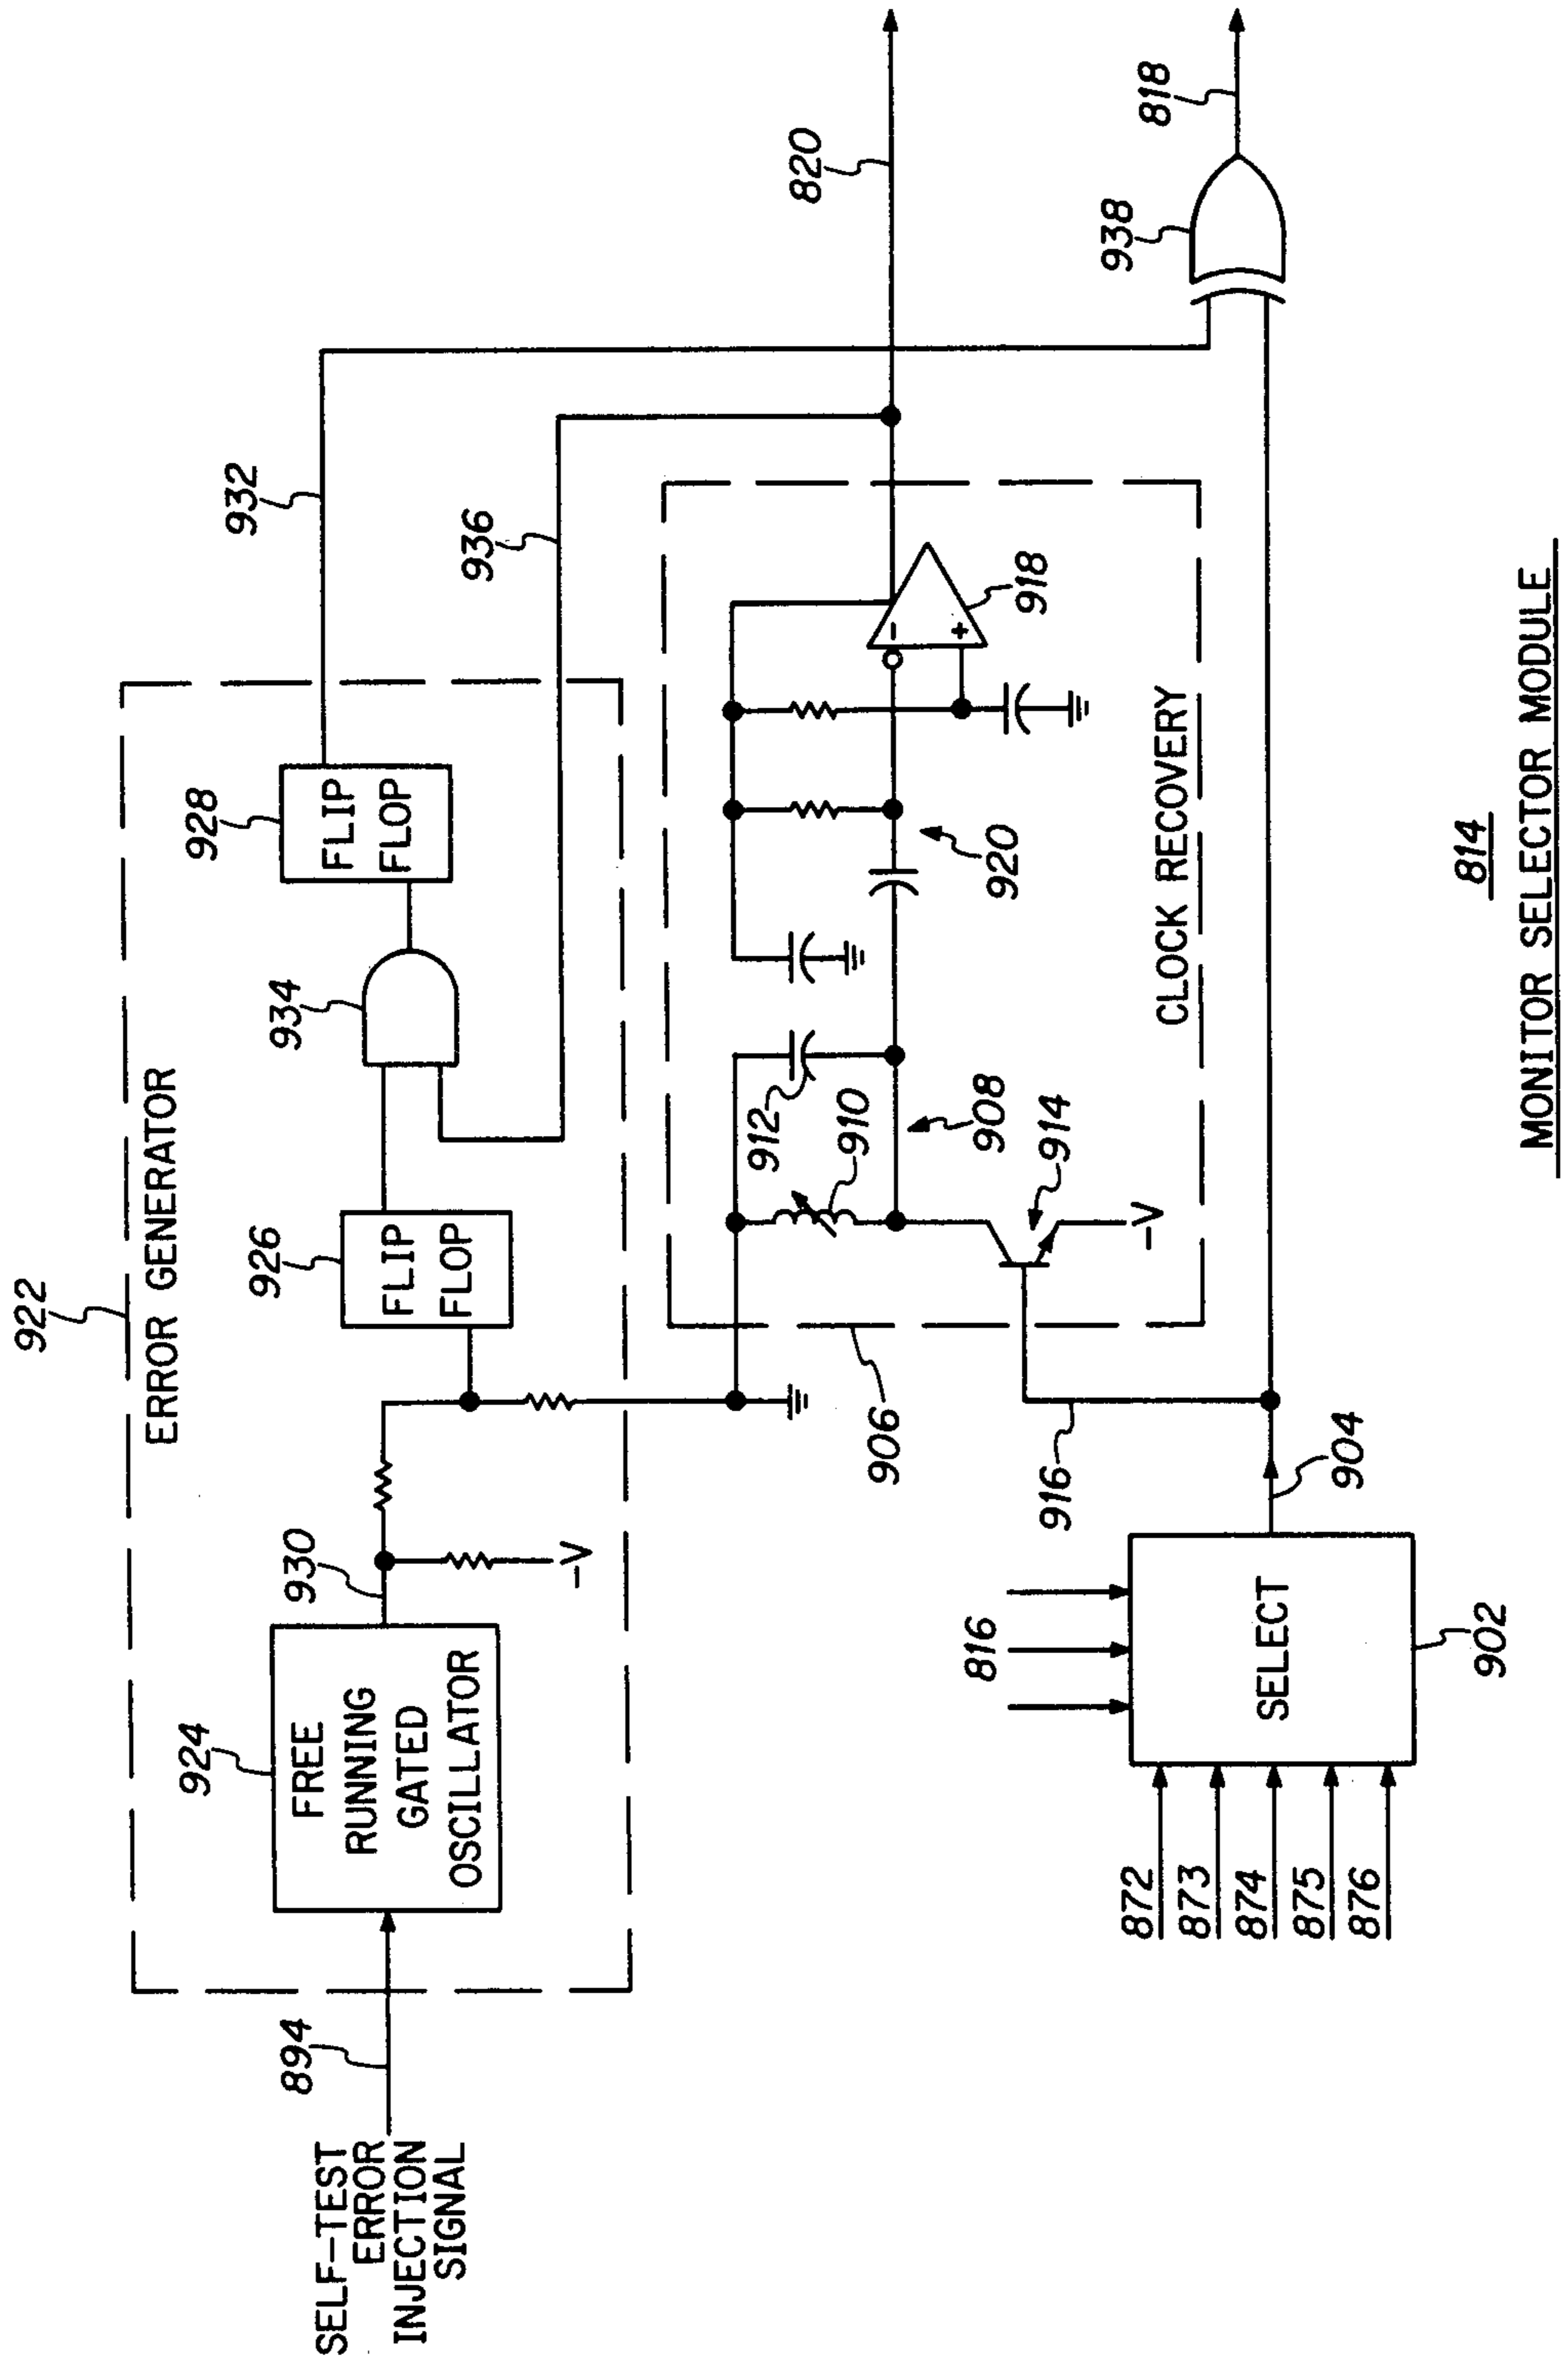 922
ERROR GENERATOR
SELF-TEST
ERROR
INJECTION
SIGNAL
894
924
FREE
RUNNING
GATED
OSCILLATOR
930
-V
926
FLIP
FLOP
934
928
FLIP
FLOP
932
936
906
912
910
908
914
-V
916
920
-
+
918
CLOCK RECOVERY
820
872
873
874
875
876
816
SELECT
902
904
938
818
814
MONITOR SELECTOR MODULE